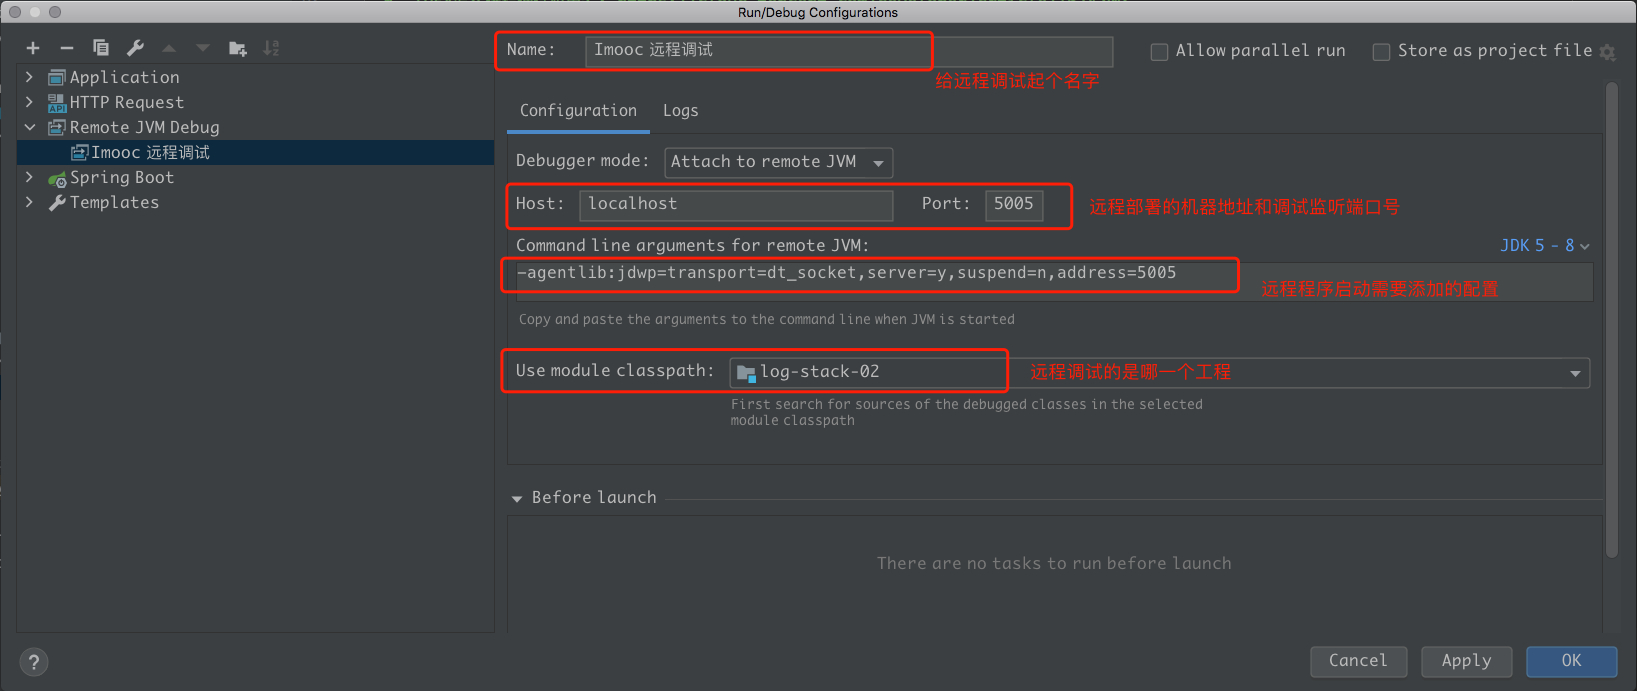 Run/Debug Configurations
Application
HTTP Request
Remote JVM Debug
Imooc 远程调试
Spring Boot
Templates
Name: Imooc 远程调试
给远程调试起个名字
Allow parallel run
Store as project file
Configuration Logs
Debugger mode: Attach to remote JVM
Host: localhost Port: 5005
远程部署的机器地址和调试监听端口号
Command line arguments for remote JVM: JDK 5 - 8
-agentlib:jdwp=transport=dt_socket,server=y,suspend=n,address=5005
远程程序启动需要添加的配置
Copy and paste the arguments to the command line when JVM is started
Use module classpath: log-stack-02
远程调试的是哪一个工程
First search for sources of the debugged classes in the selected
module classpath
Before launch
There are no tasks to run before launch
? Cancel Apply OK